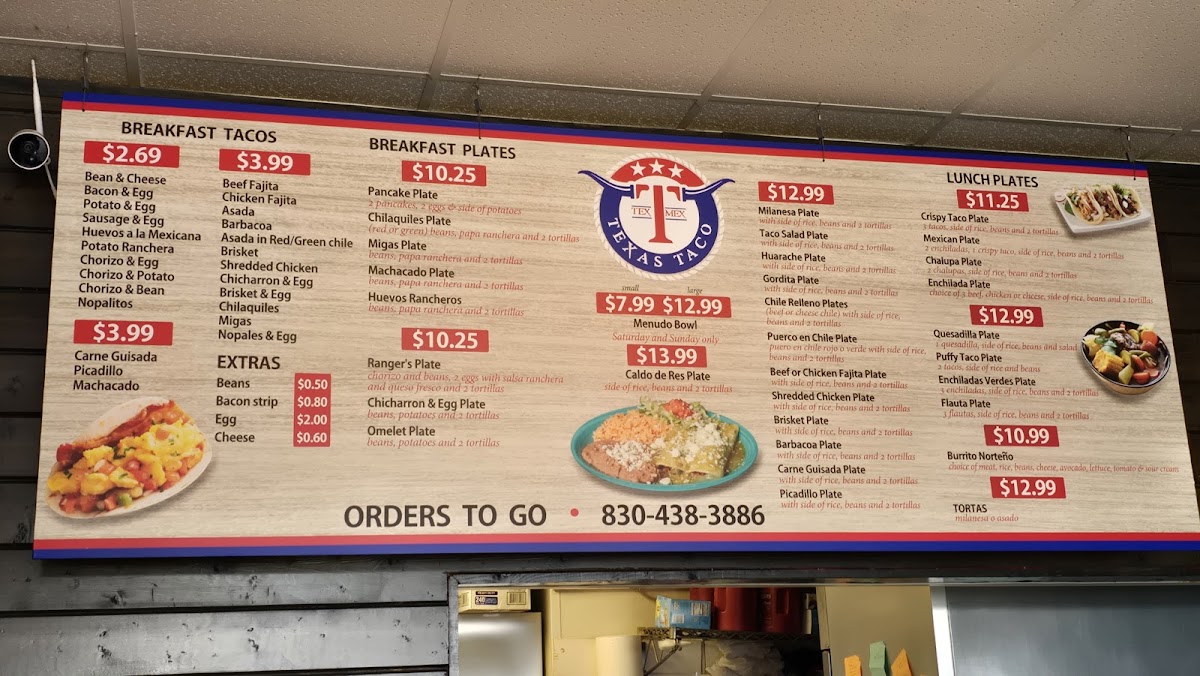 BREAKFAST TACOS
$2.69
Bean & Cheese
Bacon & Egg
Potato & Egg
Sausage & Egg
Huevos a la Mexicana
Potato Ranchera
Chorizo & Egg
Chorizo & Potato
Chorizo & Bean
Nopalitos
$3.99
Carne Guisada
Picadillo
Machacado
$3.99
Beef Fajita
Chicken Fajita
Asada
Barbacoa
Asada in Red/Green chile
Brisket
Shredded Chicken
Chicharron & Egg
Brisket & Egg
Chilaquiles
Migas
Nopales & Egg
EXTRAS
Beans $0.50
Bacon strip $0.80
Egg $2.00
Cheese $0.60
BREAKFAST PLATES
$10.25
Pancake Plate
2 pancakes, 2 eggs & side of potatoes
Chilaquiles Plate
(red or green) beans, papa ranchera and 2 tortillas
Migas Plate
beans, papa ranchera and 2 tortillas
Machacado Plate
beans, papa ranchera and 2 tortillas
Huevos Rancheros
beans, papa ranchera and 2 tortillas
$10.25
Ranger's Plate
chorizo and beans, 2 eggs with salsa ranchera
and queso fresco and 2 tortillas
Chicharron & Egg Plate
beans, potatoes and 2 tortillas
Omelet Plate
beans, potatoes and 2 tortillas
T
TEX MEX
TEXAS TACO
small large
$7.99 $12.99
Menudo Bowl
Saturday and Sunday only
$13.99
Caldo de Res Plate
side of rice, beans and 2 tortillas
$12.99
Milanesa Plate
with side of rice, beans and 2 tortillas
Taco Salad Plate
with side of rice, beans and 2 tortillas
Huarache Plate
with side of rice, beans and 2 tortillas
Gordita Plate
with side of rice, beans and 2 tortillas
Chile Relleno Plates
(beef or cheese chile) with side of rice,
beans and 2 tortillas
Puerco en Chile Plate
puerco en chile rojo o verde with side of rice,
beans and 2 tortillas
Beef or Chicken Fajita Plate
with side of rice, beans and 2 tortillas
Shredded Chicken Plate
with side of rice, beans and 2 tortillas
Brisket Plate
with side of rice, beans and 2 tortillas
Barbacoa Plate
with side of rice, beans and 2 tortillas
Carne Guisada Plate
with side of rice, beans and 2 tortillas
Picadillo Plate
with side of rice, beans and 2 tortillas
LUNCH PLATES
$11.25
Crispy Taco Plate
3 tacos, side of rice, beans and 2 tortillas
Mexican Plate
2 enchiladas, 1 crispy taco, side of rice, beans and 2 tortillas
Chalupa Plate
2 chalupas, side of rice, beans and 2 tortillas
Enchilada Plate
choice of 3 beef, chicken or cheese, side of rice, beans and 2 tortillas
$12.99
Quesadilla Plate
1 quesadilla, side of rice, beans and salad
Puffy Taco Plate
2 tacos, side of rice and beans
Enchiladas Verdes Plate
3 enchiladas, side of rice, beans and 2 tortillas
Flauta Plate
3 flautas, side of rice, beans and 2 tortillas
$10.99
Burrito Norteño
choice of meat, rice, beans, cheese, avocado, lettuce, tomato & sour cream
$12.99
TORTAS
milanesa o asado
ORDERS TO GO • 830-438-3886